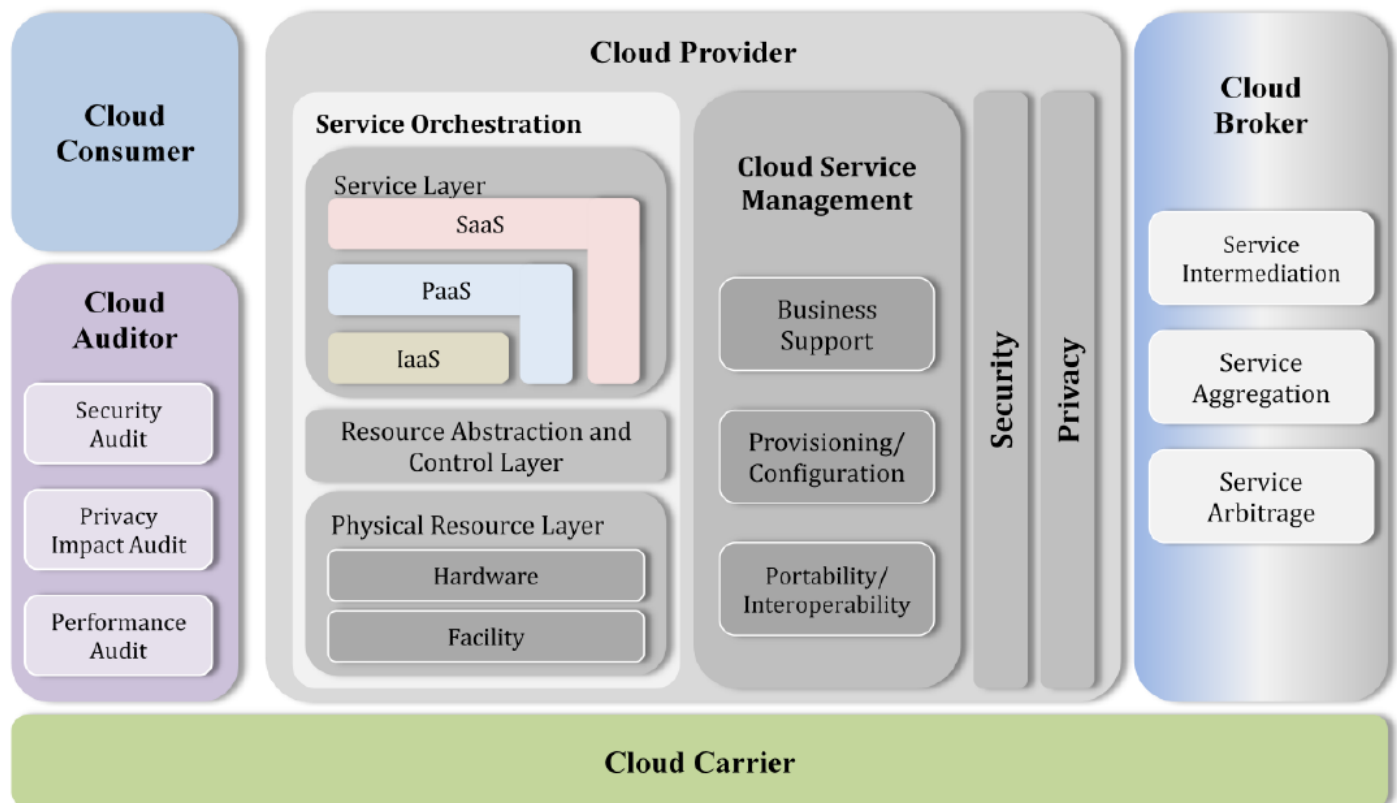 Cloud
Consumer
Cloud
Auditor
Security
Audit
Privacy
Impact Audit
Performance
Audit
Cloud Provider
Service Orchestration
Service Layer
SaaS
PaaS
IaaS
Resource Abstraction and
Control Layer
Physical Resource Layer
Hardware
Facility
Cloud Service
Management
Business
Support
Provisioning/
Configuration
Portability/
Interoperability
Security
Privacy
Cloud
Broker
Service
Intermediation
Service
Aggregation
Service
Arbitrage
Cloud Carrier